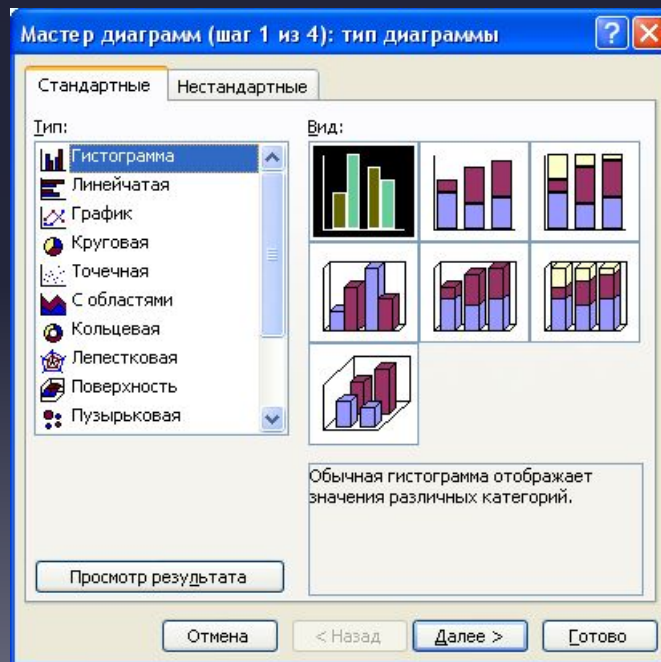 Мастер диаграмм (шаг 1 из 4): тип диаграммы
Стандартные
Нестандартные
Тип:
Гистограмма
Линейчатая
График
Круговая
Точечная
С областями
Кольцевая
Лепестковая
Поверхность
Пузырьковая
Вид:
Обычная гистограмма отображает
значения различных категорий.
Просмотр результата
Отмена
< Назад
Далее >
Готово